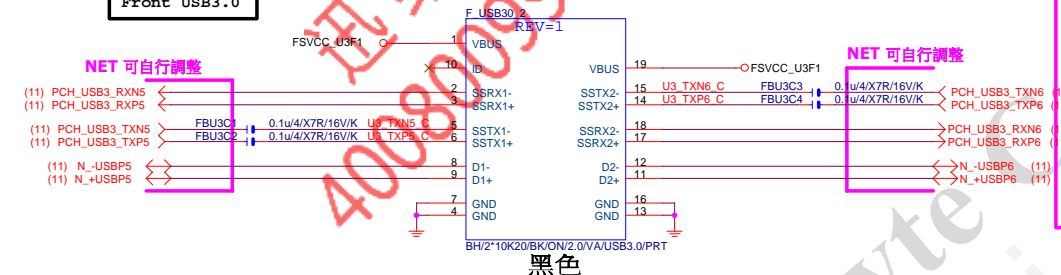 Front USB3.0
F_USB30_2
REV=1
FSVCC_U3F1
1
VBUS
10
ID
VBUS
19
FSVCC_U3F1
NET 可自行調整
NET 可自行調整
(11) PCH_USB3_RXN5
2
SSRX1-
SSTX2-
15
U3_TXN6_C
FBU3C3
0.1u/4/X7R/16V/K
PCH_USB3_TXN6
(11) PCH_USB3_RXP5
3
SSRX1+
SSTX2+
14
U3_TXP6_C
FBU3C4
0.1u/4/X7R/16V/K
PCH_USB3_TXP6
(11) PCH_USB3_TXN5
FBU3C1
0.1u/4/X7R/16V/K
U3_TXN5_C
5
SSTX1-
SSRX2-
18
PCH_USB3_RXN6
(11) PCH_USB3_TXP5
FBU3C2
0.1u/4/X7R/16V/K
U3_TXP5_C
6
SSTX1+
SSRX2+
17
PCH_USB3_RXP6
(11) N_-USBP5
8
D1-
D2-
12
N_-USBP6 (11)
(11) N_+USBP5
9
D1+
D2+
11
N_+USBP6 (11)
7
GND
GND
16
4
GND
GND
13
BH/2*10K20/BK/ON/2.0/VA/USB3.0/PRT
黑色